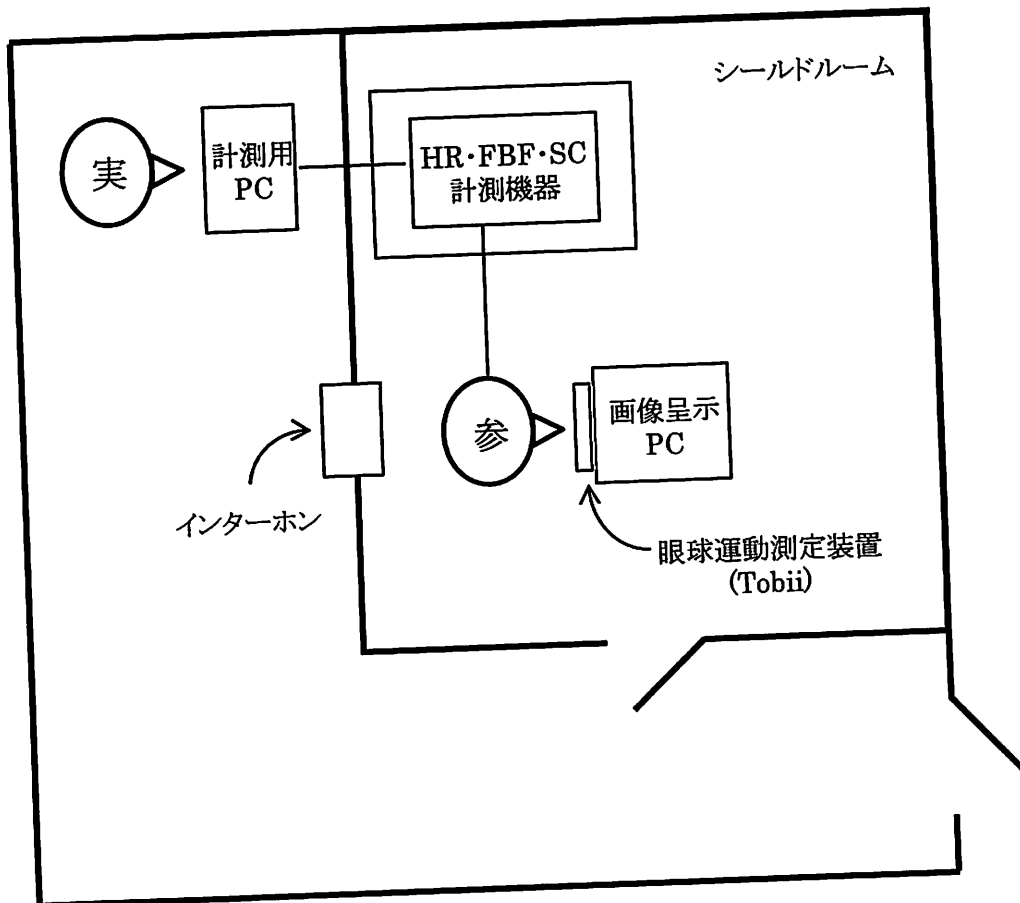 シールドルーム
実
計測用
PC
HR・FBF・SC
計測機器
参
画像呈示
PC
インターホン
眼球運動測定装置
(Tobii)